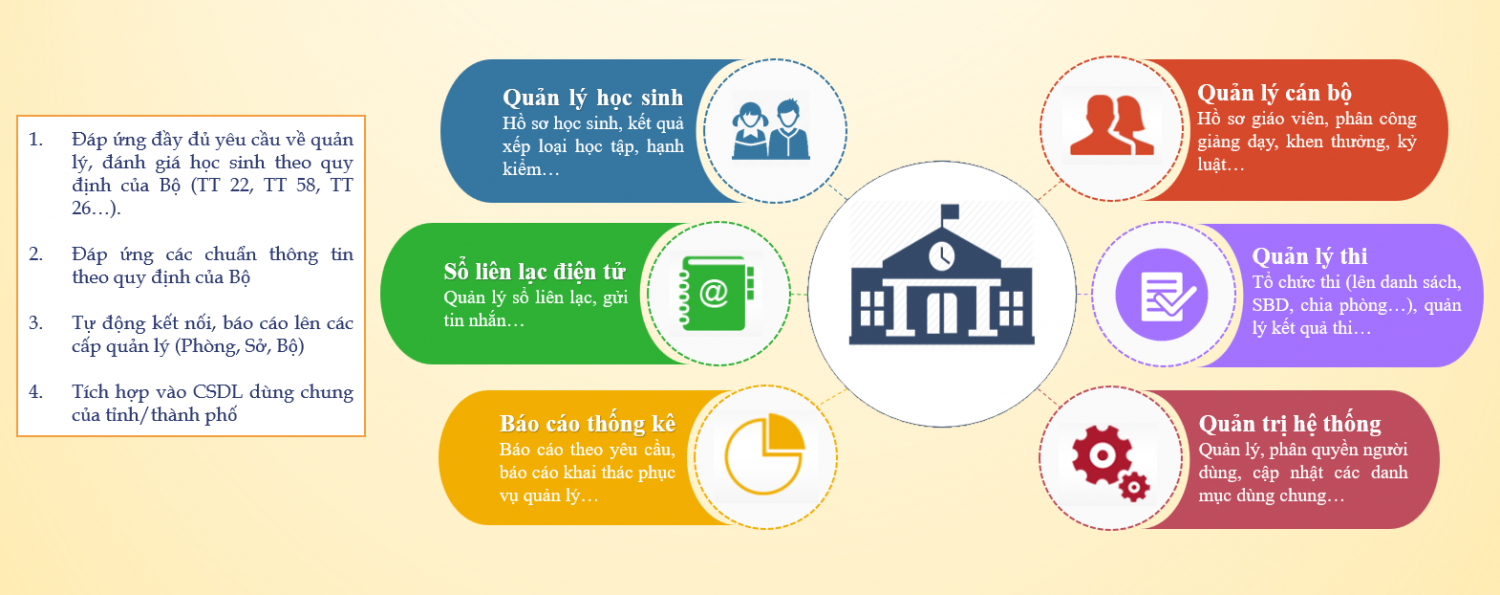 1. Đáp ứng đầy đủ yêu cầu về quản
lý, đánh giá học sinh theo quy
định của Bộ (TT 22, TT 58, TT
26…).
2. Đáp ứng các chuẩn thông tin
theo quy định của Bộ
3. Tự động kết nối, báo cáo lên các
cấp quản lý (Phòng, Sở, Bộ)
4. Tích hợp vào CSDL dùng chung
của tỉnh/thành phố
Quản lý học sinh
Hồ sơ học sinh, kết quả
xếp loại học tập, hạnh
kiểm…
Sổ liên lạc điện tử
Quản lý sổ liên lạc, gửi
tin nhắn…
@
Báo cáo thống kê
Báo cáo theo yêu cầu,
báo cáo khai thác phục
vụ quản lý…
Quản lý cán bộ
Hồ sơ giáo viên, phân công
giảng dạy, khen thưởng, kỷ
luật…
Quản lý thi
Tổ chức thi (lên danh sách,
SBD, chia phòng…), quản
lý kết quả thi…
Quản trị hệ thống
Quản lý, phân quyền người
dùng, cập nhật các danh
mục dùng chung…